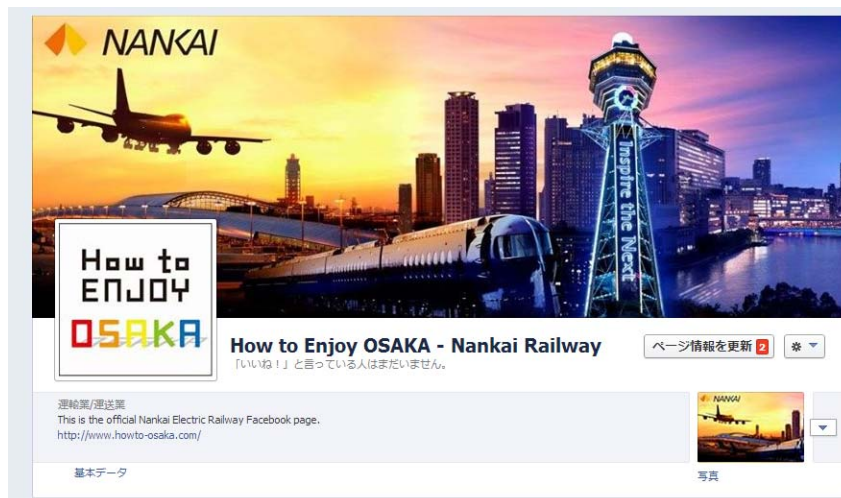 NANKAI
Inspire the Next
How to
ENJOY
OSAKA
How to Enjoy OSAKA - Nankai Railway
「いいね！」と言っている人はまだいません。
ページ情報を更新 2
運輸業/運送業
This is the official Nankai Electric Railway Facebook page.
http://www.howto-osaka.com/
NANKAI
基本データ
写真